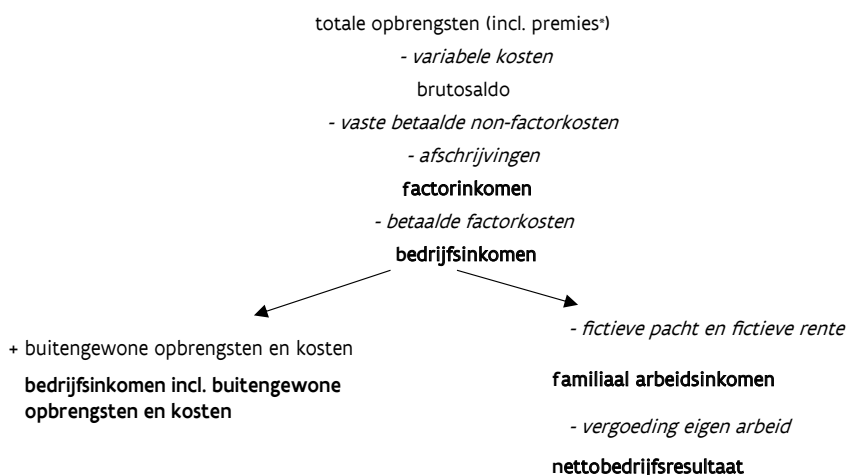 totale opbrengsten (incl. premies*)
- variabele kosten
brutosaldo
- vaste betaalde non-factorkosten
- afschrijvingen
factorinkomen
- betaalde factorkosten
bedrijfsinkomen
+ buitengewone opbrengsten en kosten
bedrijfsinkomen incl. buitengewone
opbrengsten en kosten
- fictieve pacht en fictieve rente
familiaal arbeidsinkomen
- vergoeding eigen arbeid
nettobedrijfsresultaat